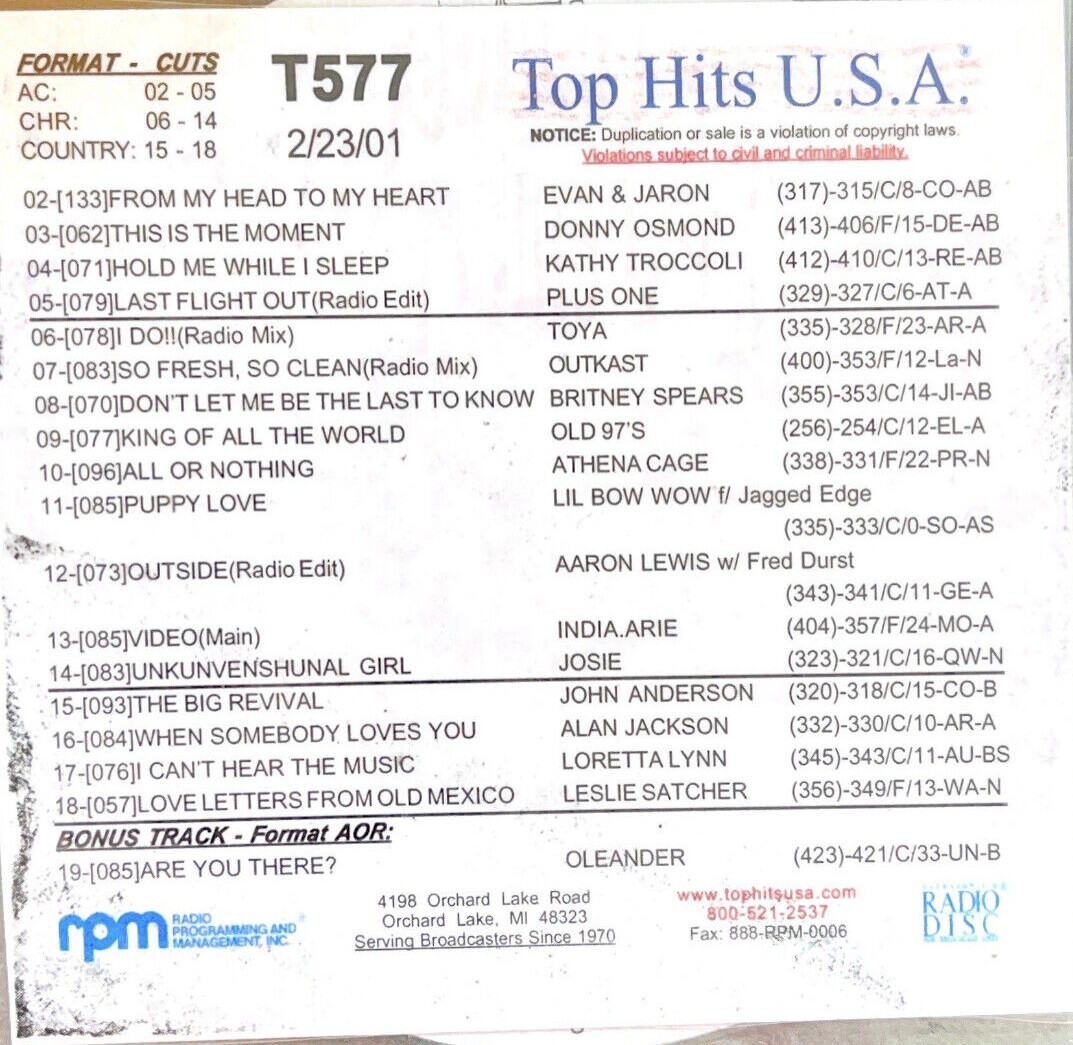 FORMAT - CUTS
AC: 02 - 05
CHR: 06 - 14
COUNTRY: 15 - 18
T577
2/23/01
Top Hits U.S.A.
NOTICE: Duplication or sale is a violation of copyright laws.
Violations subject to civil and criminal liability.
02-[133]FROM MY HEAD TO MY HEART EVAN & JARON (317)-315/C/8-CO-AB
03-[062]THIS IS THE MOMENT DONNY OSMOND (413)-406/F/15-DE-AB
04-[071]HOLD ME WHILE I SLEEP KATHY TROCCOLI (412)-410/C/13-RE-AB
05-[079]LAST FLIGHT OUT(Radio Edit) PLUS ONE (329)-327/C/6-AT-A
06-[078]I DO!!(Radio Mix) TOYA (335)-328/F/23-AR-A
07-[083]SO FRESH, SO CLEAN(Radio Mix) OUTKAST (400)-353/F/12-La-N
08-[070]DON'T LET ME BE THE LAST TO KNOW BRITNEY SPEARS (355)-353/C/14-JI-AB
09-[077]KING OF ALL THE WORLD OLD 97'S (256)-254/C/12-EL-A
10-[096]ALL OR NOTHING ATHENA CAGE (338)-331/F/22-PR-N
11-[085]PUPPY LOVE LIL BOW WOW f/ Jagged Edge
(335)-333/C/0-SO-AS
12-[073]OUTSIDE(Radio Edit) AARON LEWIS w/ Fred Durst
(343)-341/C/11-GE-A
13-[085]VIDEO(Main) INDIA.ARIE (404)-357/F/24-MO-A
14-[083]UNKUNVENSHUNAL GIRL JOSIE (323)-321/C/16-QW-N
15-[093]THE BIG REVIVAL JOHN ANDERSON (320)-318/C/15-CO-B
16-[084]WHEN SOMEBODY LOVES YOU ALAN JACKSON (332)-330/C/10-AR-A
17-[076]I CAN'T HEAR THE MUSIC LORETTA LYNN (345)-343/C/11-AU-BS
18-[057]LOVE LETTERS FROM OLD MEXICO LESLIE SATCHER (356)-349/F/13-WA-N
BONUS TRACK - Format AOR:
19-[085]ARE YOU THERE? OLEANDER (423)-421/C/33-UN-B
rpm
RADIO
PROGRAMMING AND
MANAGEMENT, INC.
4198 Orchard Lake Road
Orchard Lake, MI 48323
Serving Broadcasters Since 1970
www.tophitsusa.com
800-521-2537
Fax: 888-RPM-0006
RADIO
DISC